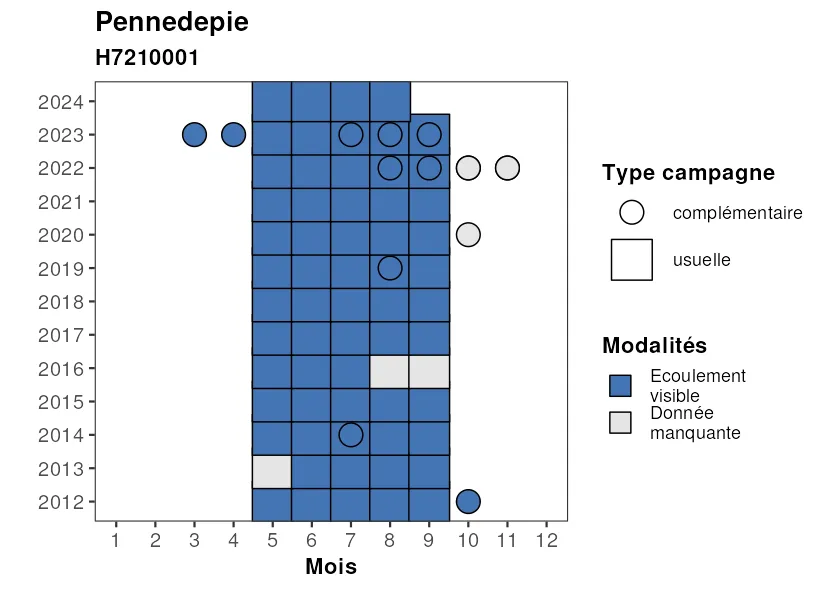 Pennedepie
H7210001
2024
2023
2022
2021
2020
2019
2018
2017
2016
2015
2014
2013
2012
1 2 3 4 5 6 7 8 9 10 11 12
Mois
Type campagne
complémentaire
usuelle
Modalités
Ecoulement
visible
Donnée
manquante